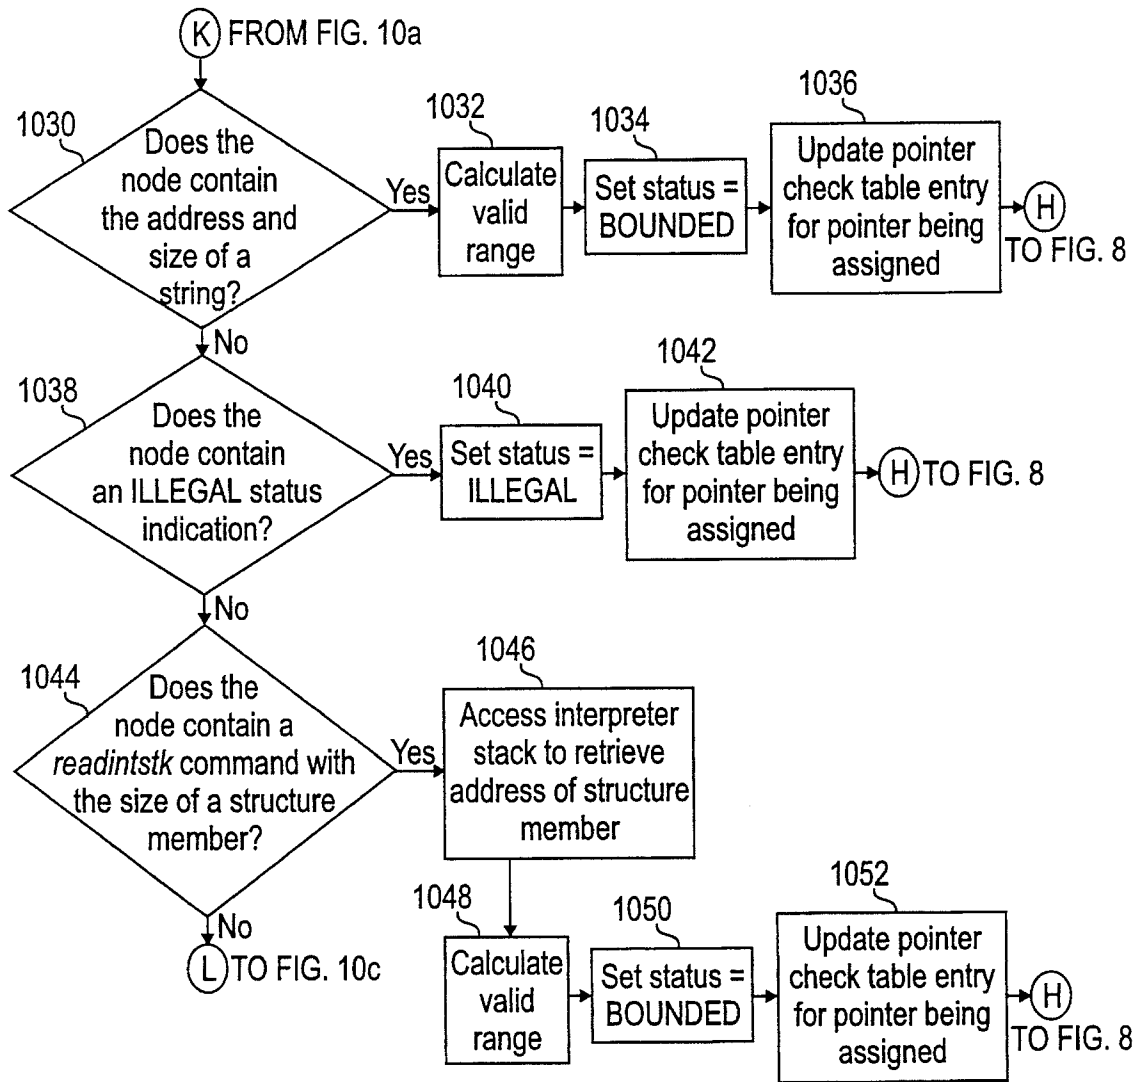 K FROM FIG. 10a
1030
Does the
node contain
the address and
size of a
string?
Yes
1032
Calculate
valid
range
1034
Set status =
BOUNDED
1036
Update pointer
check table entry
for pointer being
assigned
H
TO FIG. 8
No
1038
Does the
node contain
an ILLEGAL status
indication?
Yes
1040
Set status =
ILLEGAL
1042
Update pointer
check table entry
for pointer being
assigned
H TO FIG. 8
No
1044
Does the
node contain a
readintstk command with
the size of a structure
member?
Yes
1046
Access interpreter
stack to retrieve
address of structure
member
No
L TO FIG. 10c
1048
Calculate
valid
range
1050
Set status =
BOUNDED
1052
Update pointer
check table entry
for pointer being
assigned
H
TO FIG. 8